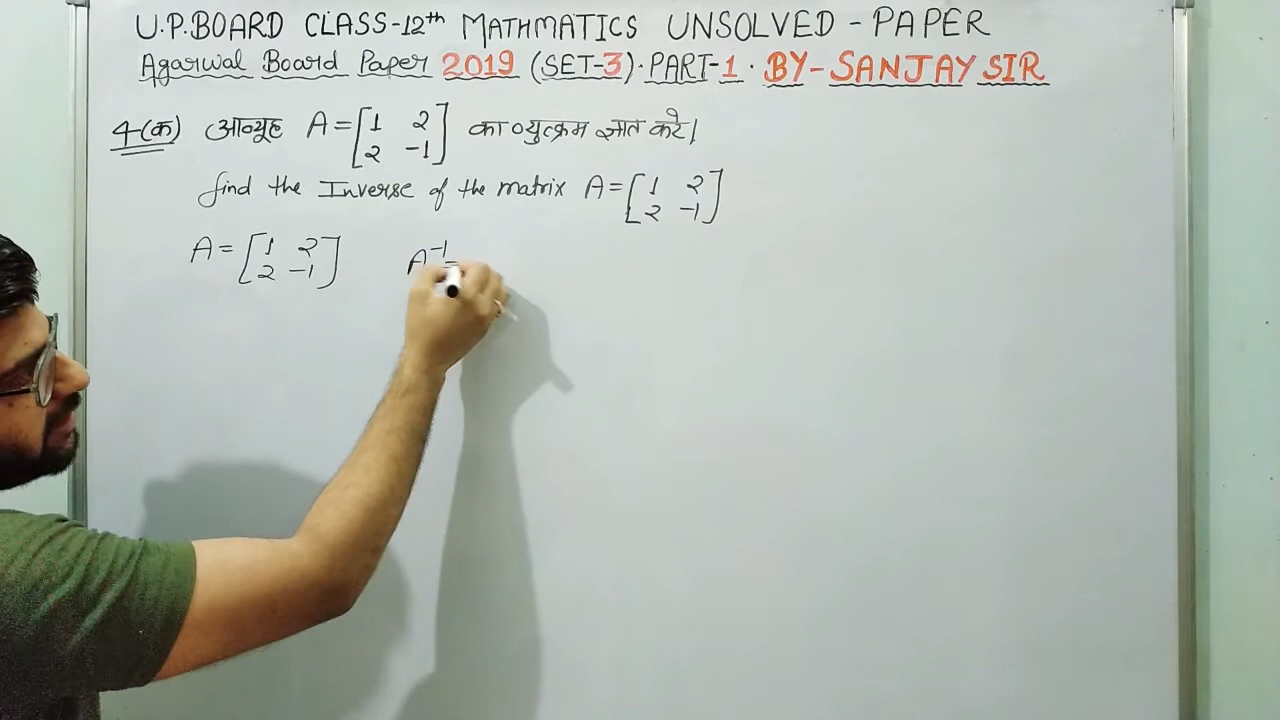 U.P.BOARD CLASS-12th MATHMATICS UNSOLVED - PAPER
Agarwal Board Paper 2019 (SET-3)·PART-1· BY-SANJAY SIR
4-(क) आव्यूह A = [1 2 2 -1] का व्युत्क्रम ज्ञात करे।
find the Inverse of the matrix A = [1 2 2 -1]
A = [1 2 2 -1] A⁻¹ =